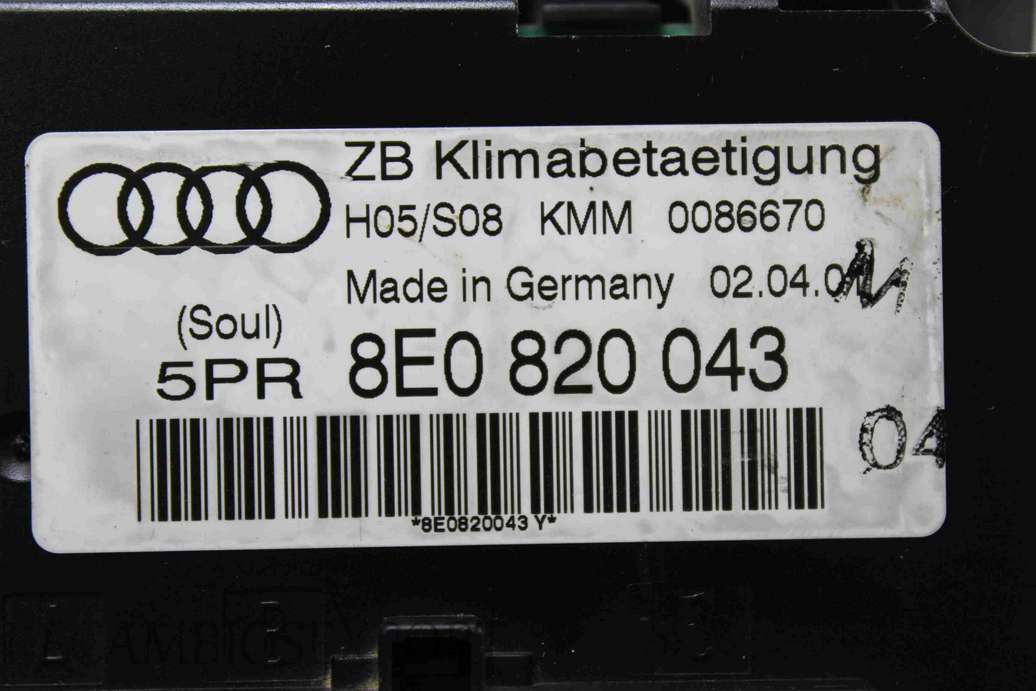 ZB Klimabetaetigung
H05/S08 KMM 0086670
Made in Germany 02.04.0
(Soul)
5PR 8E0 820 043
04
*8E0820043 Y*